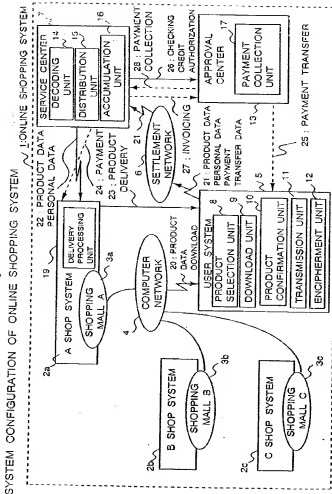 SYSTEM CONFIGURATION OF ONLINE SHOPPING SYSTEM
1:ONLINE SHOPPING SYSTEM
7
SERVICE CENTER
14
DECODING
UNIT
15
DISTRIBUTION
UNIT
16
ACCUMULATION
UNIT
28 : PAYMENT
COLLECTION
26 : CHECKING
CREDIT
AUTHORIZATION
17
APPROVAL
CENTER
PAYMENT
COLLECTION
UNIT
13
25 : PAYMENT TRANSFER
22 : PRODUCT DATA
PERSONAL DATA
24 : PAYMENT
23 : PRODUCT
DELIVERY
21
6
SETTLEMENT
NETWORK
27 : INVOICING
21 : PRODUCT DATA
PERSONAL DATA
PAYMENT
TRANSFER DATA
19
DELIVERY
PROCESSING
UNIT
3a
A SHOP SYSTEM
SHOPPING
MALL A
2a
4
COMPUTER
NETWORK
20 : PRODUCT
DATA
DOWNLOAD
5
USER SYSTEM
8
PRODUCT
SELECTION UNIT
9
DOWNLOAD UNIT
10
PRODUCT
CONFIRMATION UNIT
11
TRANSMISSION UNIT
12
ENCIPHERMENT UNIT
3b
B SHOP SYSTEM
SHOPPING
MALL B
2b
3c
C SHOP SYSTEM
SHOPPING
MALL C
2c